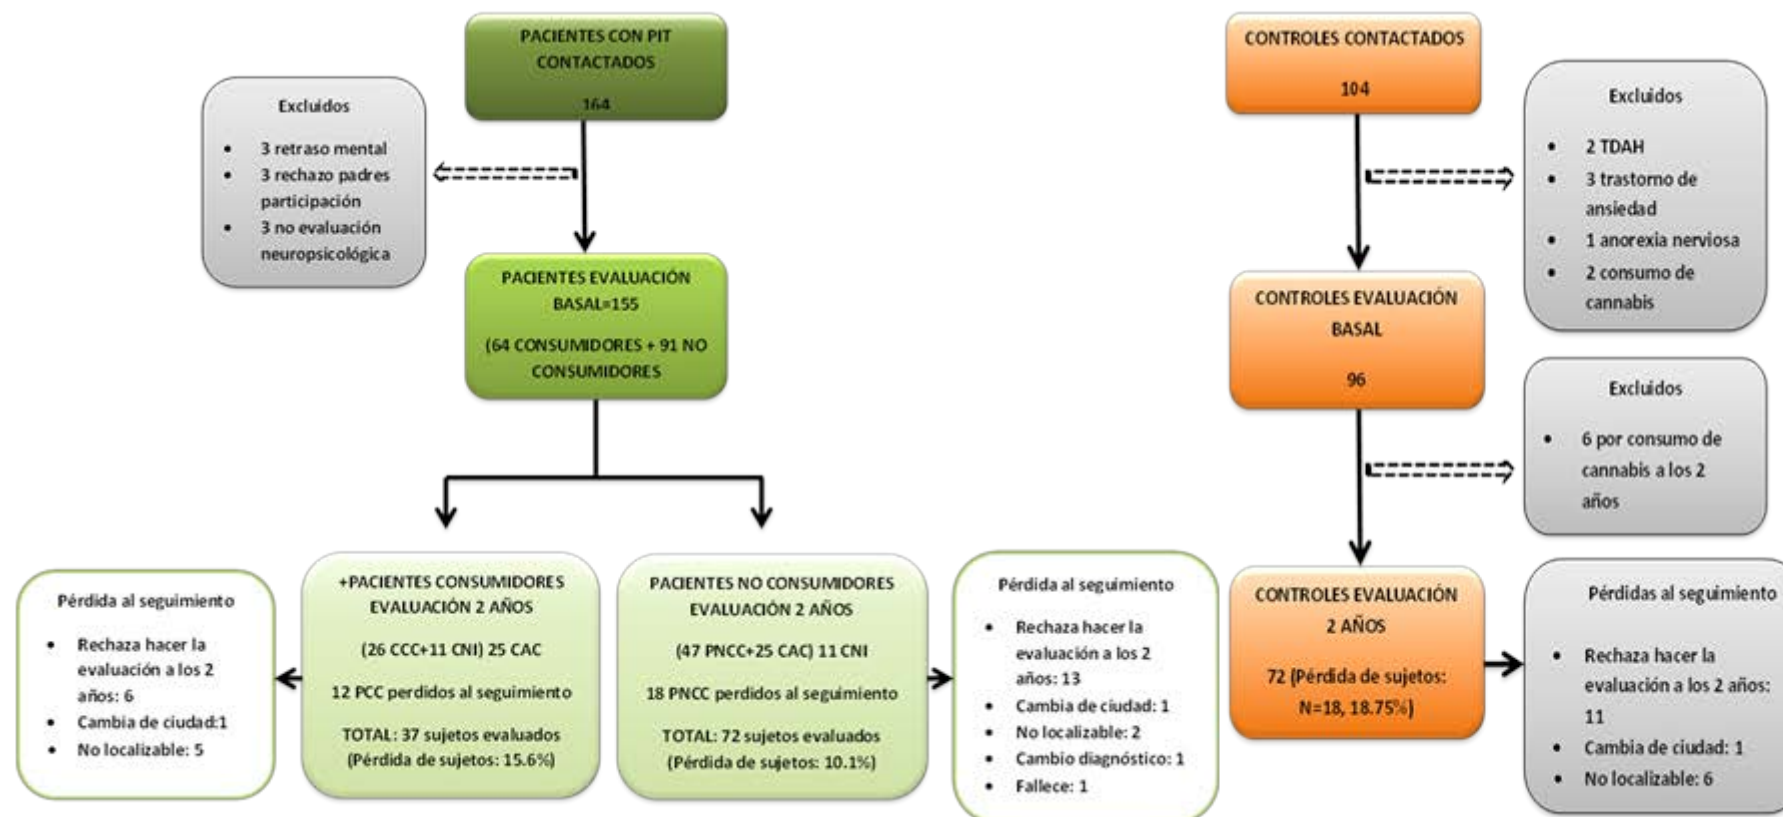 PACIENTES CON PIT
CONTACTADOS
164
Excluidos
• 3 retraso mental
• 3 rechazo padres
participación
• 3 no evaluación
neuropsicológica
PACIENTES EVALUACIÓN
BASAL=155
(64 CONSUMIDORES + 91 NO
CONSUMIDORES
Pérdida al seguimiento
• Rechaza hacer la
evaluación a los 2
años: 6
• Cambia de ciudad:1
• No localizable: 5
+PACIENTES CONSUMIDORES
EVALUACIÓN 2 AÑOS
(26 CCC+11 CNI) 25 CAC
12 PCC perdidos al seguimiento
TOTAL: 37 sujetos evaluados
(Pérdida de sujetos: 15.6%)
PACIENTES NO CONSUMIDORES
EVALUACIÓN 2 AÑOS
(47 PNCC+25 CAC) 11 CNI
18 PNCC perdidos al seguimiento
TOTAL: 72 sujetos evaluados
(Pérdida de sujetos: 10.1%)
Pérdida al seguimiento
• Rechaza hacer la
evaluación a los 2
años: 13
• Cambia de ciudad: 1
• No localizable: 2
• Cambio diagnóstico: 1
• Fallece: 1
CONTROLES CONTACTADOS
104
Excluidos
• 2 TDAH
• 3 trastorno de
ansiedad
• 1 anorexia nerviosa
• 2 consumo de
cannabis
CONTROLES EVALUACIÓN
BASAL
96
Excluidos
• 6 por consumo de
cannabis a los 2
años
CONTROLES EVALUACIÓN
2 AÑOS
72 (Pérdida de sujetos:
N=18, 18.75%)
Pérdidas al seguimiento
• Rechaza hacer la
evaluación a los 2 años:
11
• Cambia de ciudad: 1
• No localizable: 6